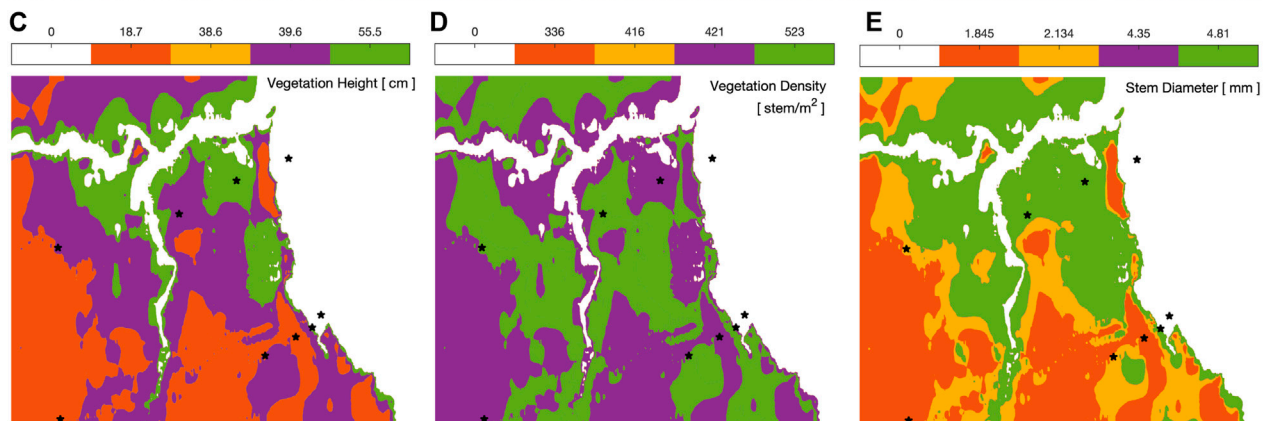 C
0 18.7 38.6 39.6 55.5
Vegetation Height [ cm ]
D
0 336 416 421 523
Vegetation Density
[ stem/m² ]
E
0 1.845 2.134 4.35 4.81
Stem Diameter [ mm ]